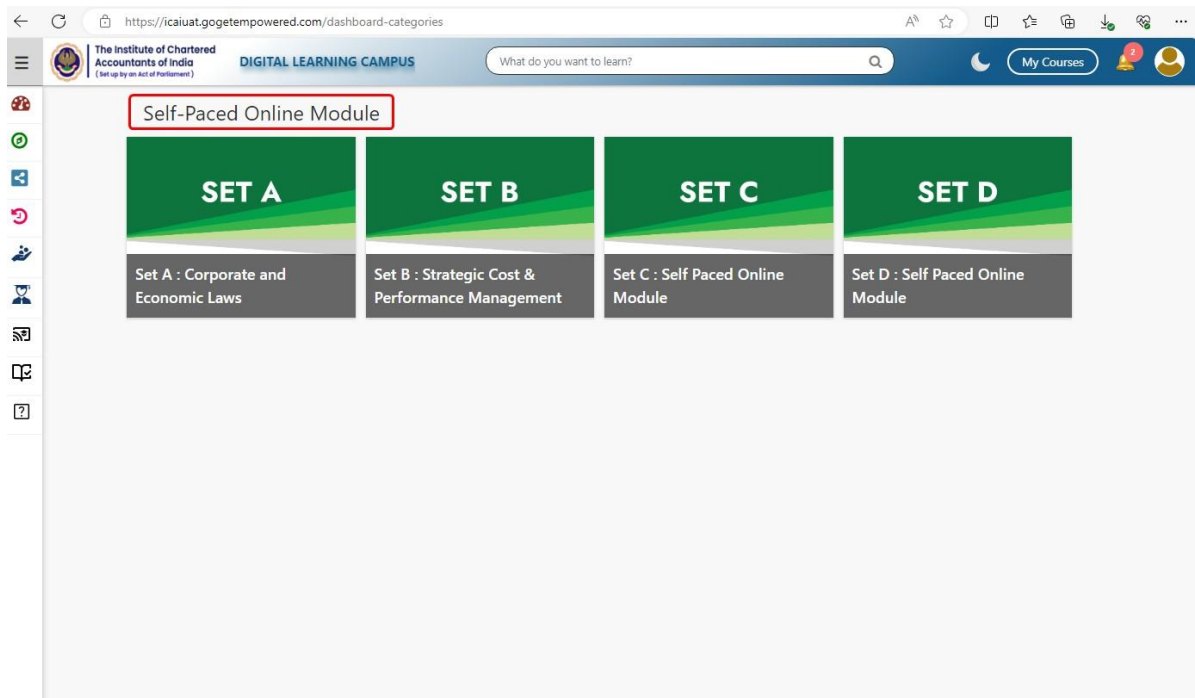 https://icaiuat.gogetempowered.com/dashboard-categories
The Institute of Chartered
Accountants of India
(Set up by an Act of Parliament)
DIGITAL LEARNING CAMPUS
What do you want to learn?
My Courses
2
Self-Paced Online Module
SET A
SET B
SET C
SET D
Set A : Corporate and
Economic Laws
Set B : Strategic Cost &
Performance Management
Set C : Self Paced Online
Module
Set D : Self Paced Online
Module